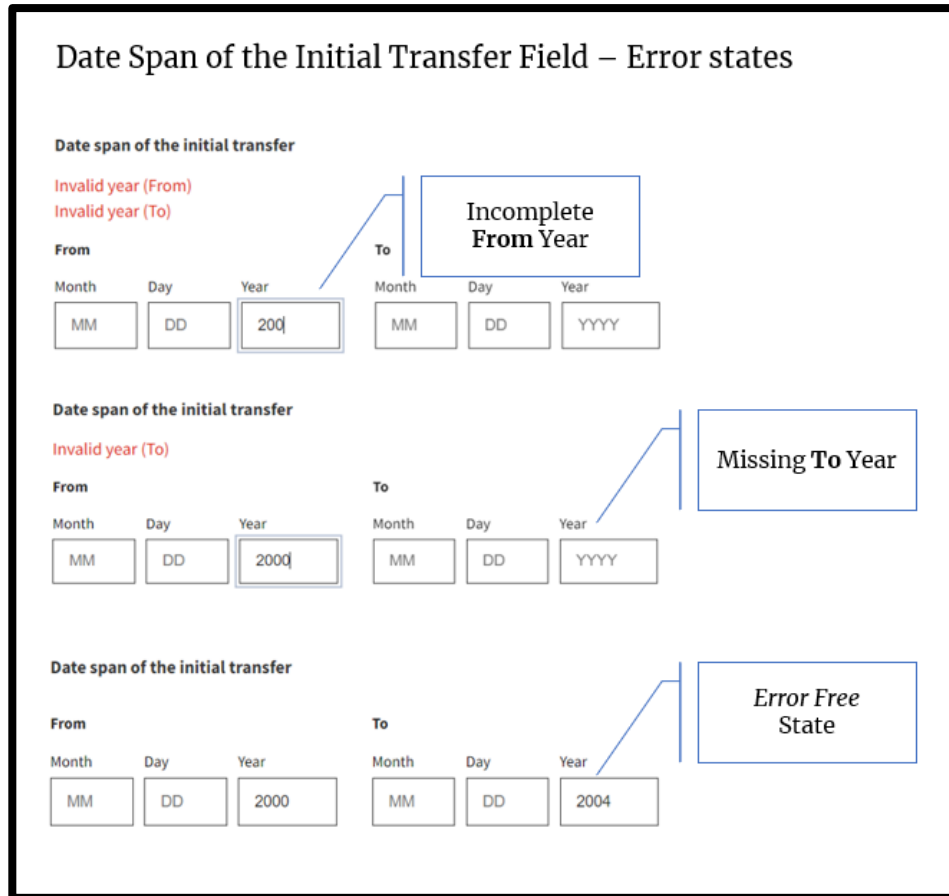 Date Span of the Initial Transfer Field – Error states
Date span of the initial transfer
Invalid year (From)
Invalid year (To)
Incomplete
From Year
From
To
Month Day Year Month Day Year
MM DD 200 MM DD YYYY
Date span of the initial transfer
Invalid year (To)
Missing To Year
From To
Month Day Year Month Day Year
MM DD 2000 MM DD YYYY
Date span of the initial transfer
Error Free
State
From To
Month Day Year Month Day Year
MM DD 2000 MM DD 2004